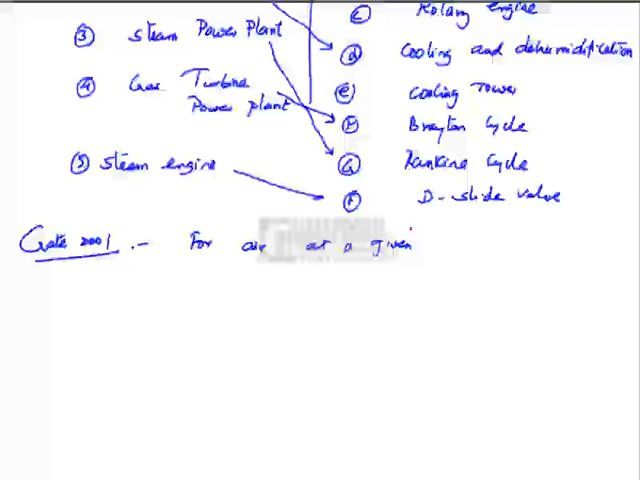 c Rotary engine
3 steam Power Plant
d Cooling and dehumidification
4 Gas Turbine
Power plant
e Cooling Tower
Brayton Cycle
5 steam engine
G Rankine Cycle
D-slide valve
Gate 2001 :- For air at a given